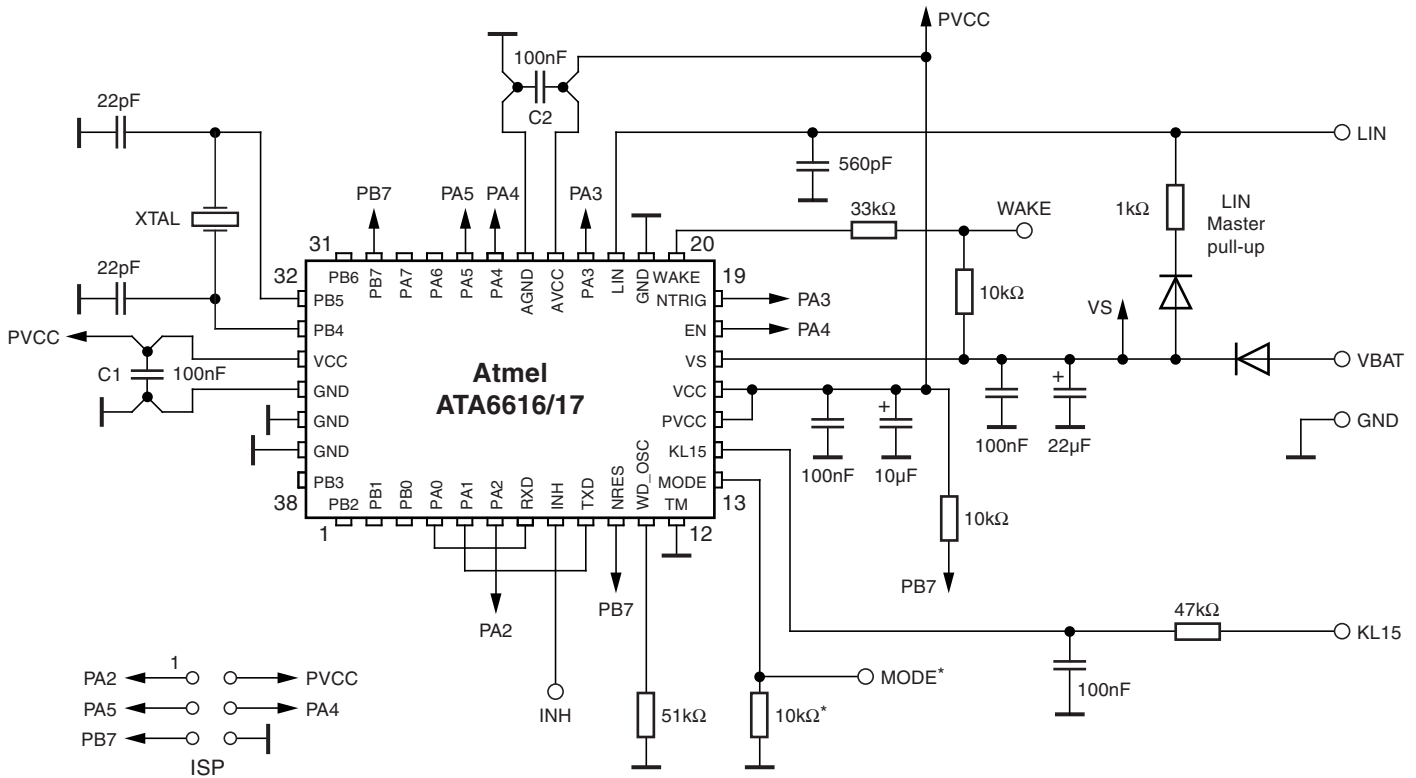 PVCC
100nF
C2
22pF
XTAL
22pF
PVCC
C1
100nF
PB7
PA5
PA4
PA3
LIN
560pF
1kΩ
LIN
Master
pull-up
33kΩ
WAKE
10kΩ
VS
VBAT
GND
31
32
20
19
PB6
PB7
PA7
PA6
PA5
PA4
AGND
AVCC
PA3
LIN
GND
WAKE
PB5
PB4
VCC
GND
GND
GND
PB3
38
NTRIG
EN
VS
VCC
PVCC
KL15
MODE
13
PA3
PA4
Atmel
ATA6616/17
PB2
PB1
PB0
PA0
PA1
PA2
RXD
INH
TXD
NRES
WD_OSC
TM
1
12
100nF
+
10µF
100nF
+
22µF
10kΩ
PB7
PA2
PB7
47kΩ
KL15
100nF
INH
51kΩ
MODE*
10kΩ*
1
PA2
PVCC
PA5
PA4
PB7
ISP